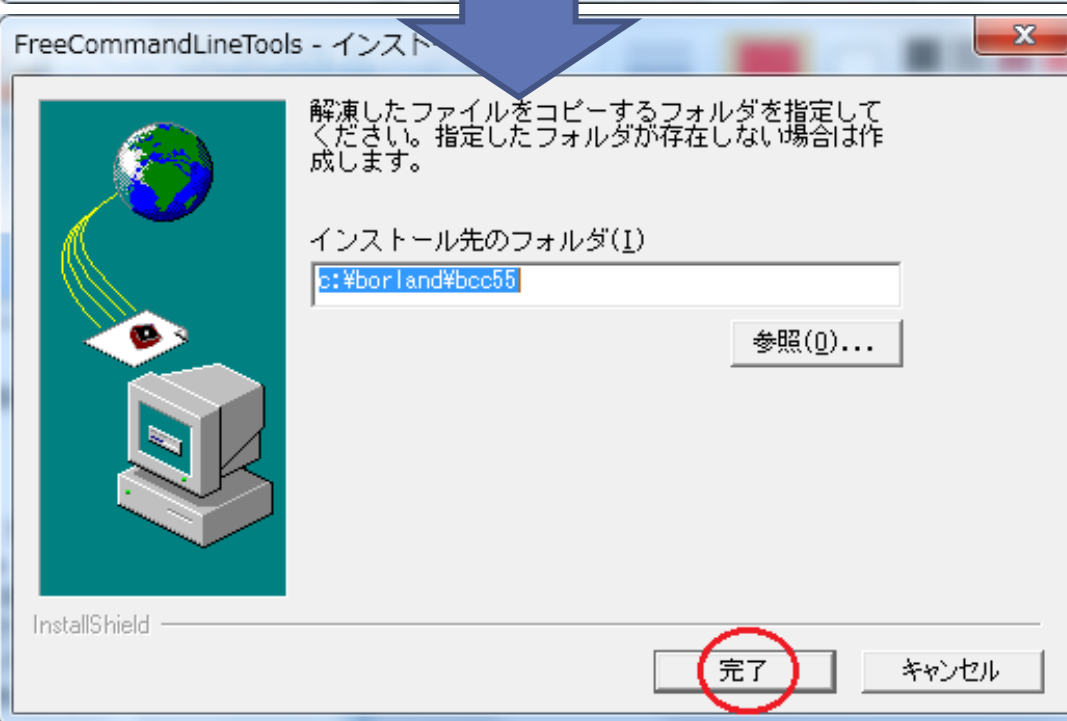 FreeCommandLineTools - インスト
解凍したファイルをコピーするフォルダを指定して
ください。指定したフォルダが存在しない場合は作
成します。
インストール先のフォルダ(I)
c:¥borland¥bcc55
参照(O)...
InstallShield
完了
キャンセル